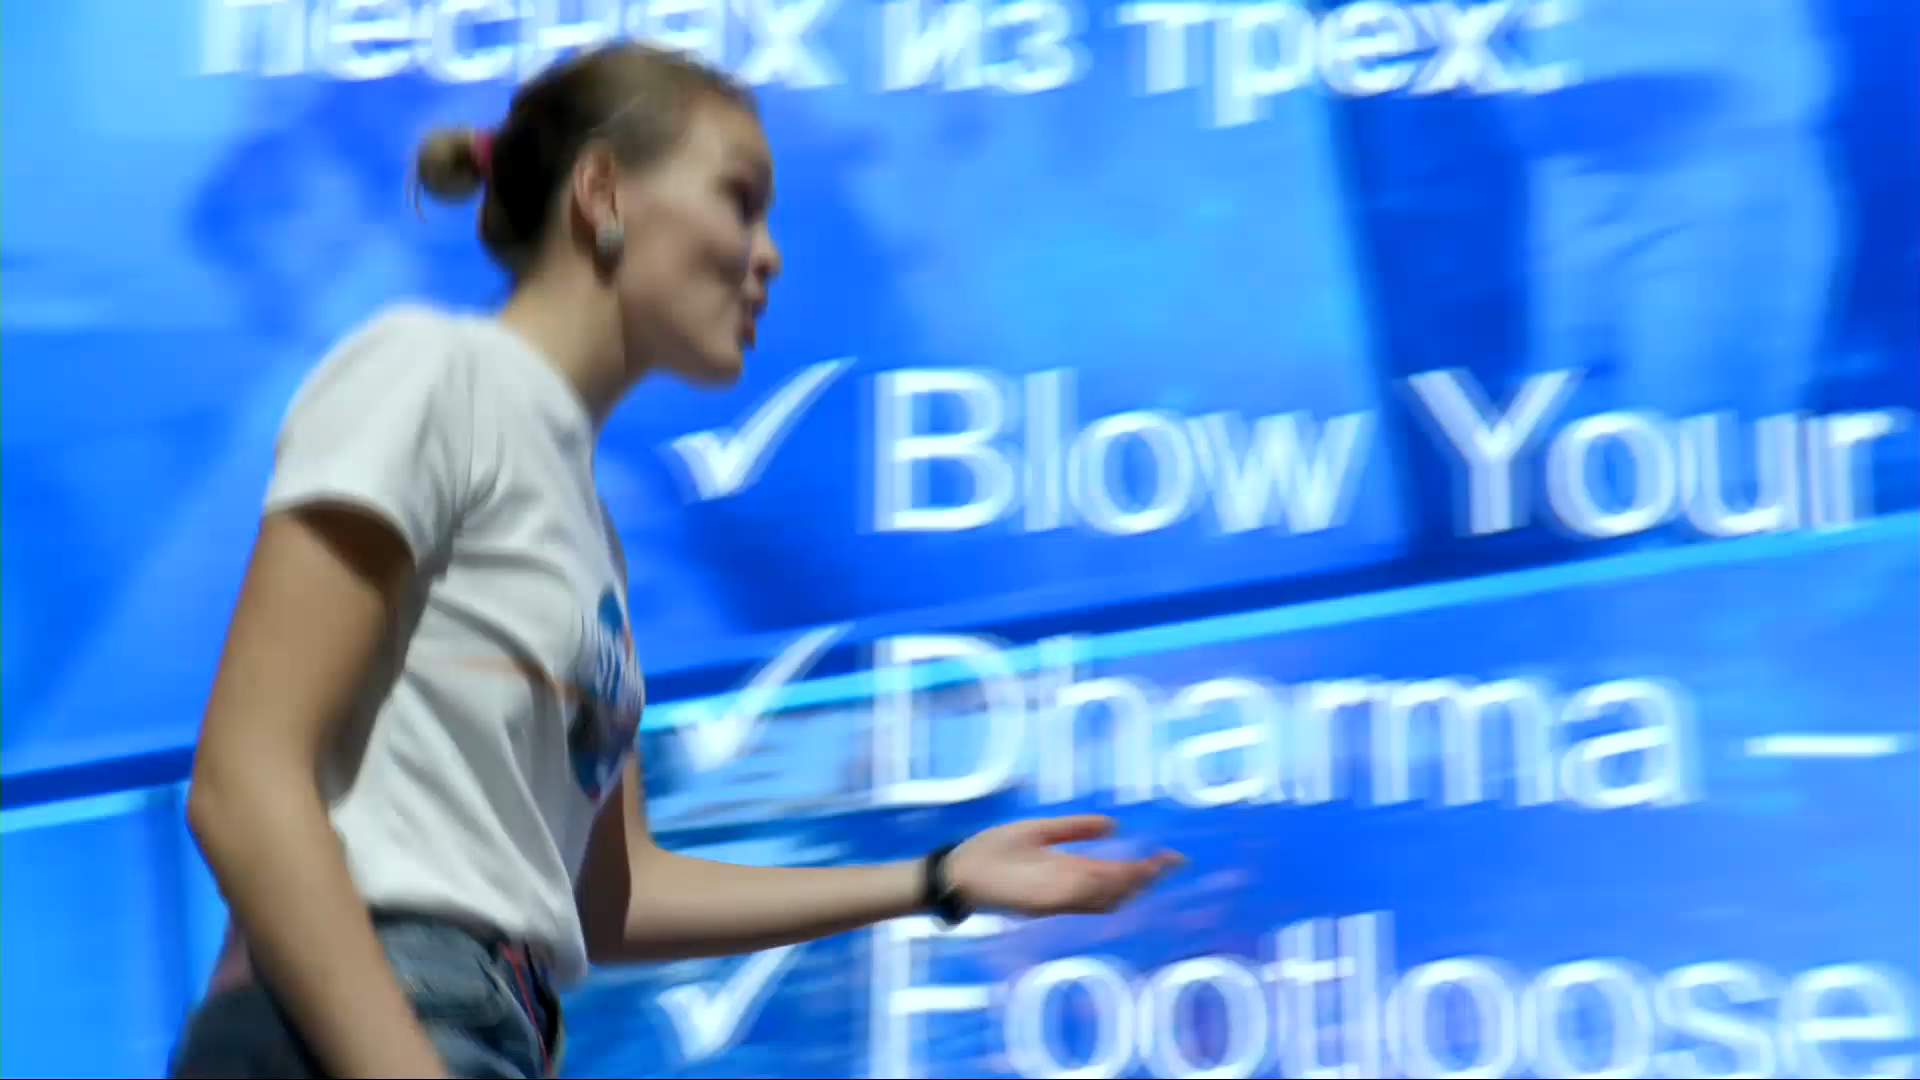 песнях из трех:
✓ Blow Your
✓ Dharma –
✓ Footloose